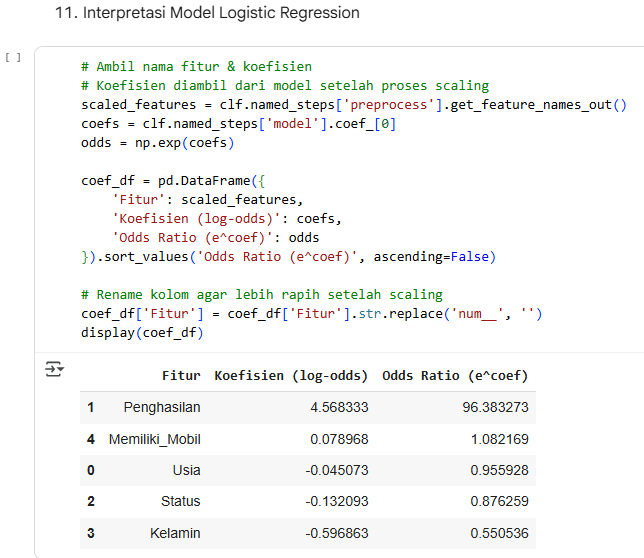 11. Interpretasi Model Logistic Regression
[ ]
# Ambil nama fitur & koefisien
# Koefisien diambil dari model setelah proses scaling
scaled_features = clf.named_steps['preprocess'].get_feature_names_out()
coefs = clf.named_steps['model'].coef_[0]
odds = np.exp(coefs)
coef_df = pd.DataFrame({
'Fitur': scaled_features,
'Koefisien (log-odds)': coefs,
'Odds Ratio (e^coef)': odds
}).sort_values('Odds Ratio (e^coef)', ascending=False)
# Rename kolom agar lebih rapih setelah scaling
coef_df['Fitur'] = coef_df['Fitur'].str.replace('num__', '')
display(coef_df)
Fitur Koefisien (log-odds) Odds Ratio (e^coef)
1 Penghasilan 4.568333 96.383273
4 Memiliki_Mobil 0.078968 1.082169
0 Usia -0.045073 0.955928
2 Status -0.132093 0.876259
3 Kelamin -0.596863 0.550536